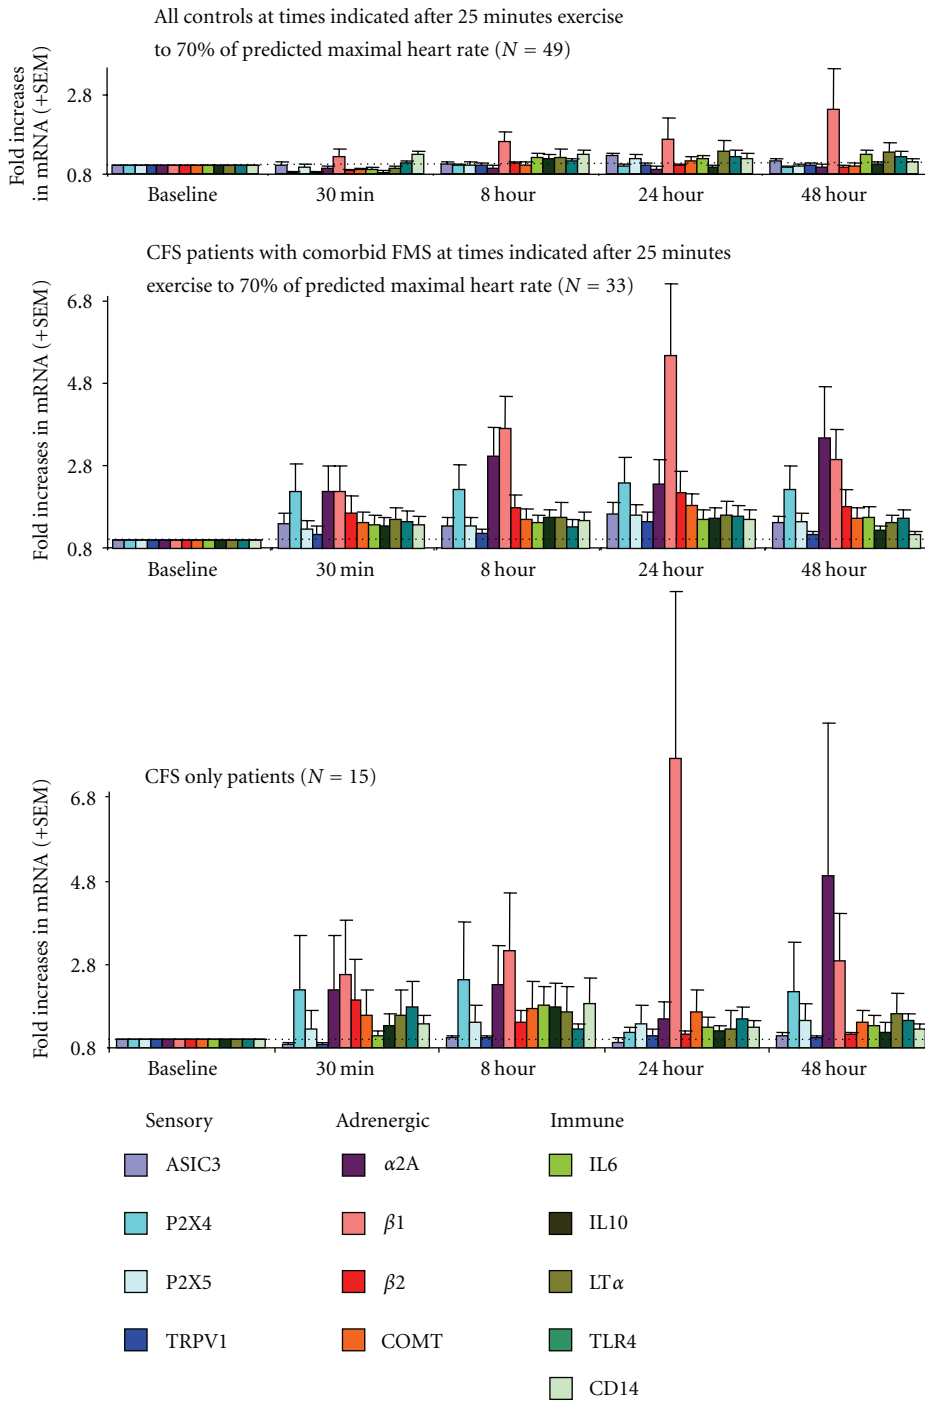 All controls at times indicated after 25 minutes exercise
to 70% of predicted maximal heart rate (N = 49)
Fold increases
in mRNA (+SEM)
2.8
0.8
Baseline 30 min 8 hour 24 hour 48 hour
CFS patients with comorbid FMS at times indicated after 25 minutes
exercise to 70% of predicted maximal heart rate (N = 33)
Fold increases in mRNA (+SEM)
6.8
4.8
2.8
0.8
Baseline 30 min 8 hour 24 hour 48 hour
CFS only patients (N = 15)
Fold increases in mRNA (+SEM)
6.8
4.8
2.8
0.8
Baseline 30 min 8 hour 24 hour 48 hour
Sensory Adrenergic Immune
ASIC3 α2A IL6
P2X4 β1 IL10
P2X5 β2 LTα
TRPV1 COMT TLR4
CD14